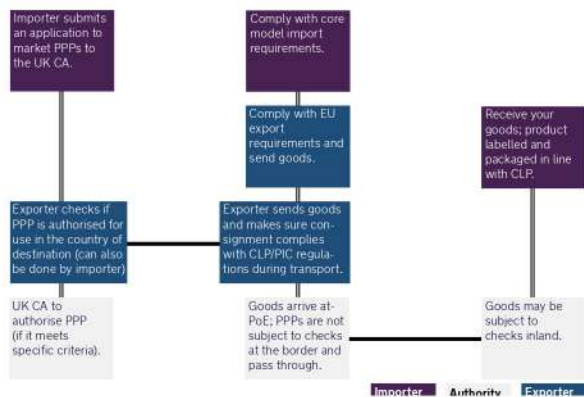 Importer submits
an application to
market PPPs to
the UK CA.
Exporter checks if
PPP is authorised for
use in the country of
destination (can also
be done by importer)
UK CA to
authorise PPP
(if it meets
specific criteria).
Comply with core
model import
requirements.
Comply with EU
export
requirements and
send goods.
Exporter sends goods
and makes sure con-
signment complies
with CLP/PIC regu-
lations during transport.
Goods arrive at-
PoE; PPPs are not
subject to checks
at the border and
pass through.
Receive your
goods; product
labelled and
packaged in line
with CLP.
Goods may be
subject to
checks inland.
Importer Authority Exporter